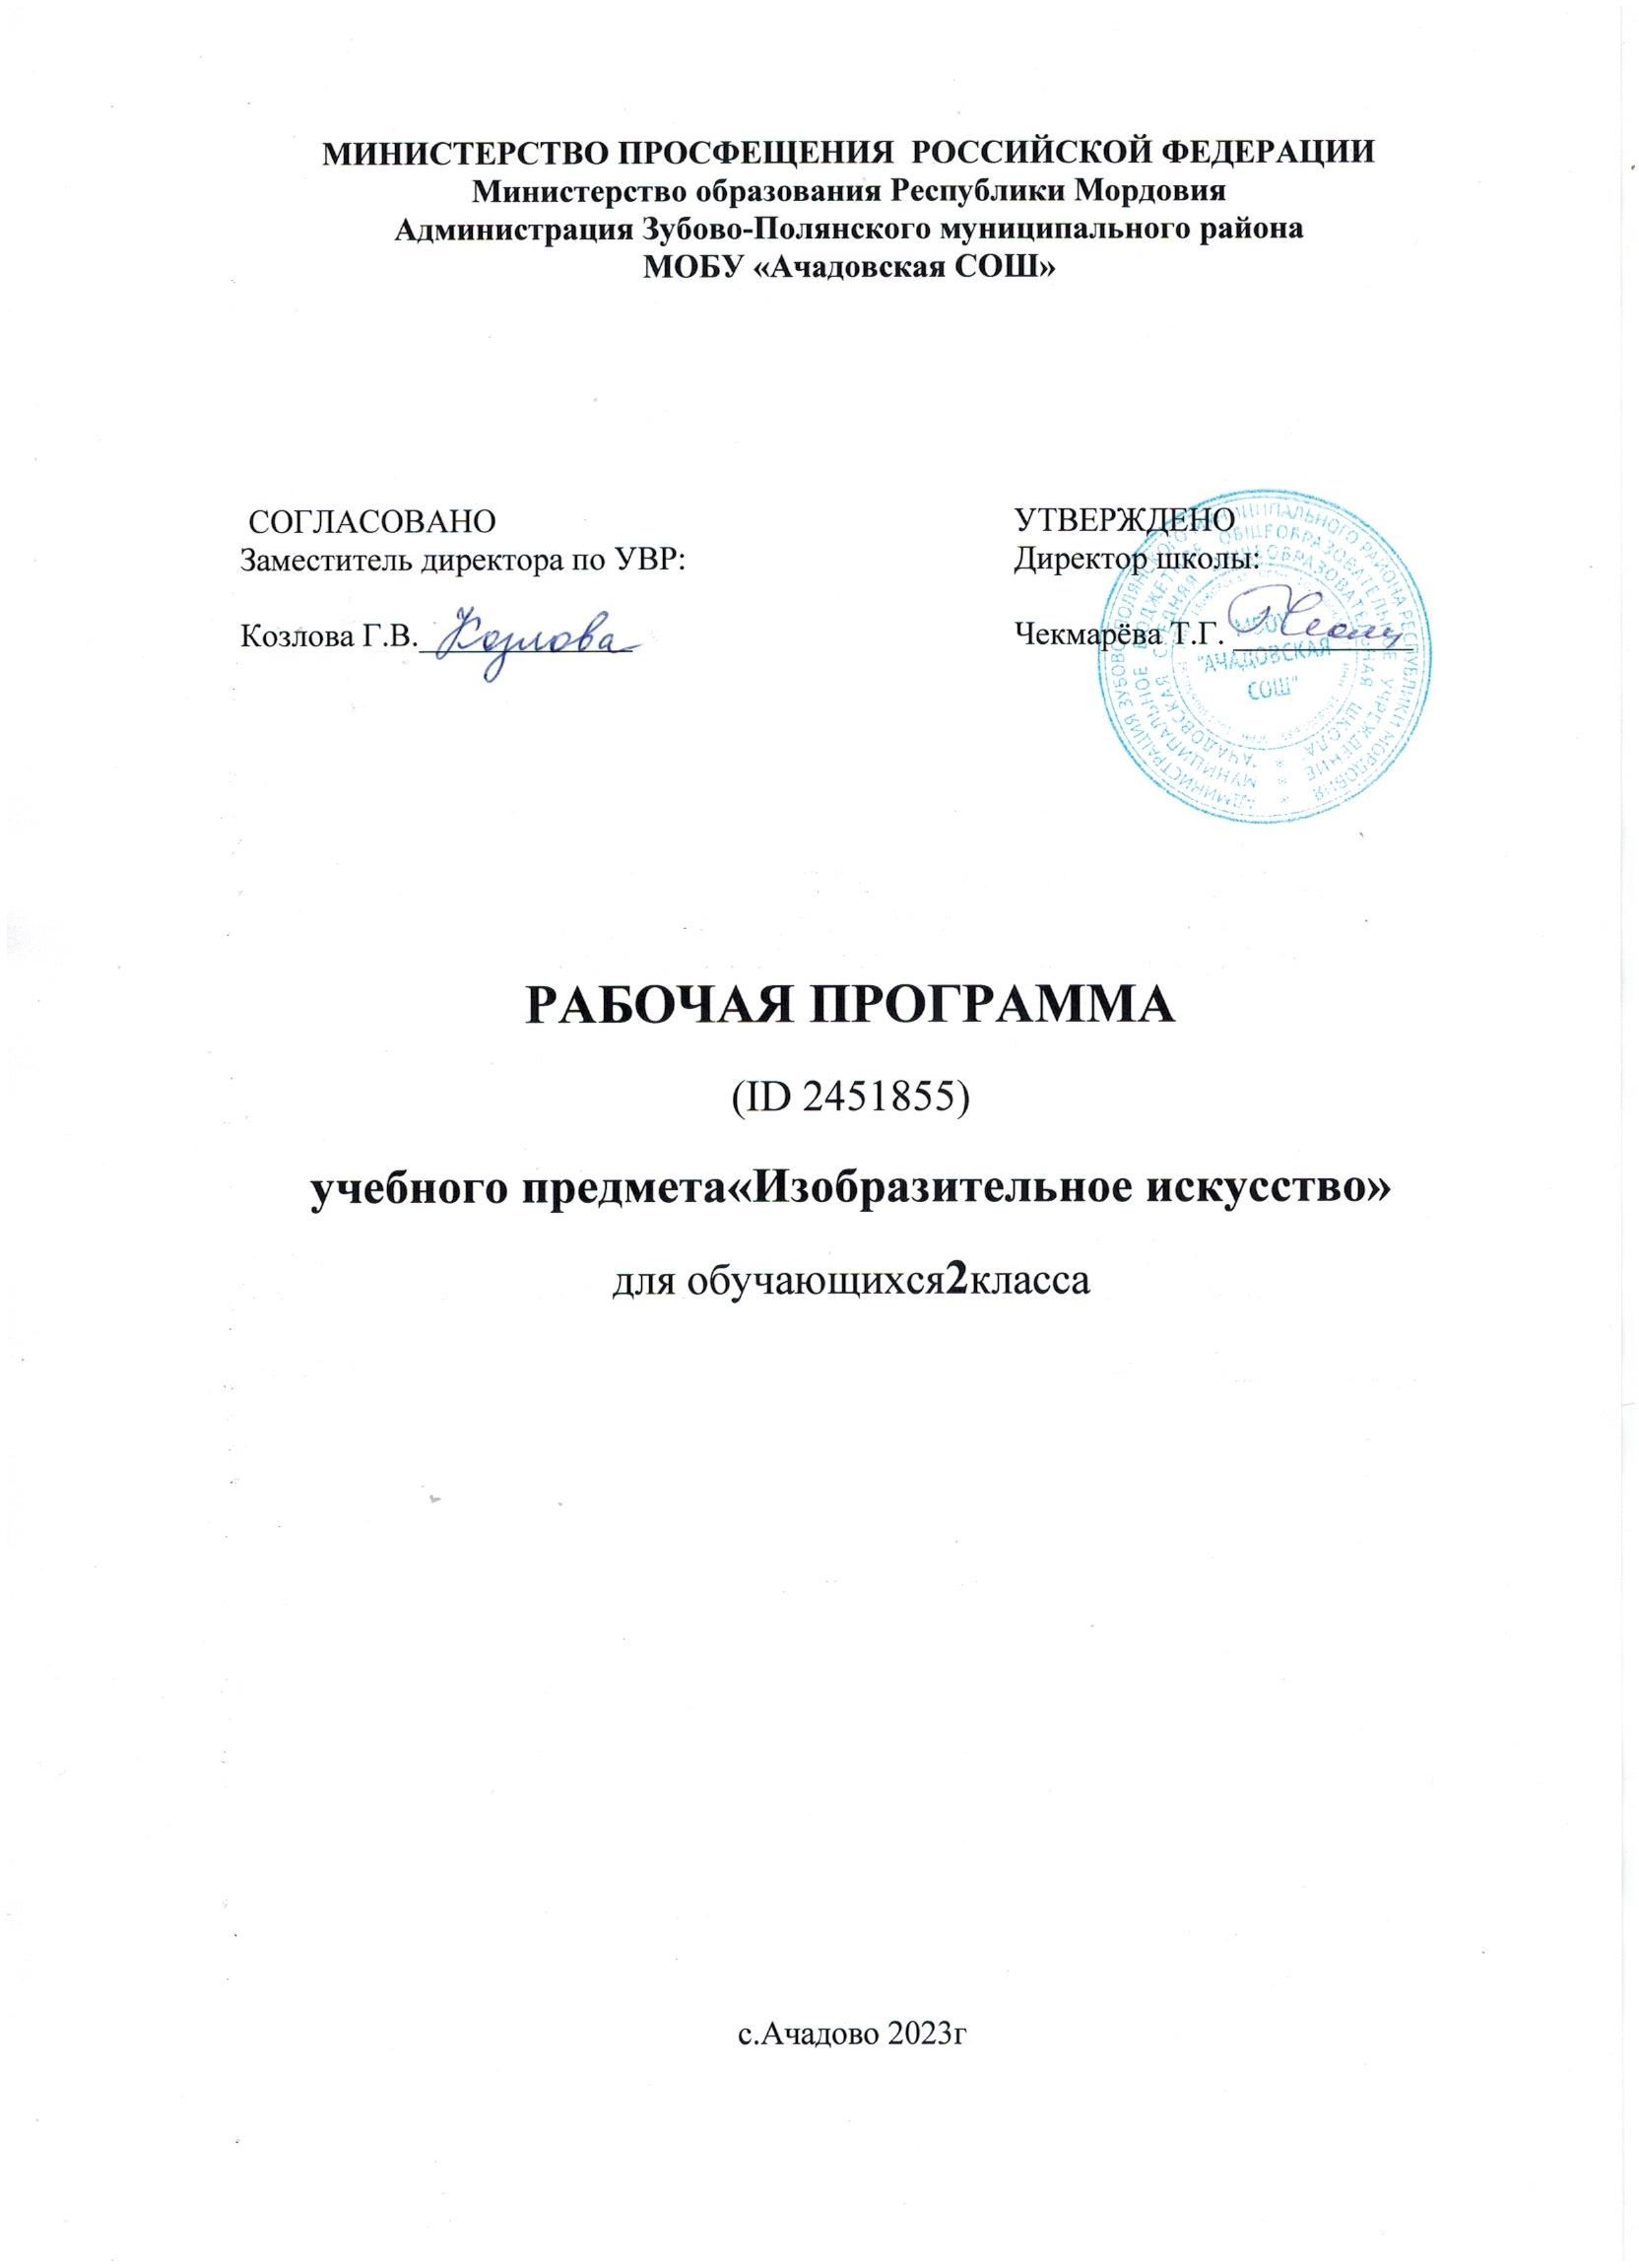 МИНИСТЕРСТВО ПРОСФЕЩЕНИЯ РОССИЙСКОЙ ФЕДЕРАЦИИ
Министерство образования Республики Мордовия
Администрация Зубово-Полянского муниципального района
МОБУ «Ачадовская СОШ»
СОГЛАСОВАНО
Заместитель директора по УВР:
Козлова Г.В. Козлова
УТВЕРЖДЕНО
Директор школы:
Чекмарёва Т.Г.
"АЧАДОВСКАЯ
СОШ"
РАБОЧАЯ ПРОГРАММА
(ID 2451855)
учебного предмета«Изобразительное искусство»
для обучающихся2класса
с.Ачадово 2023г